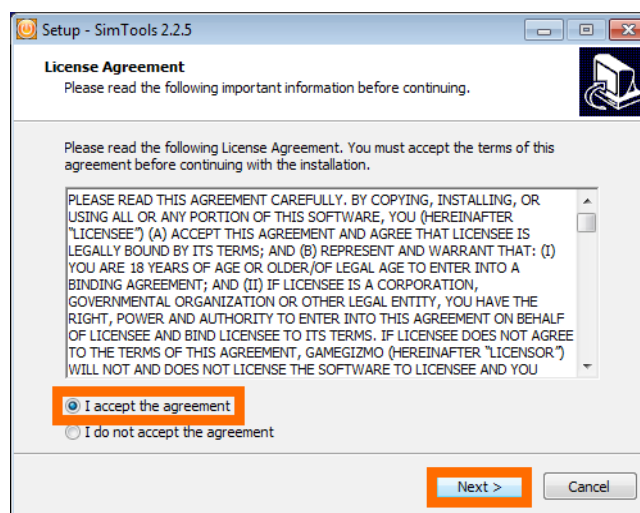 Setup - SimTools 2.2.5
License Agreement
Please read the following important information before continuing.
Please read the following License Agreement. You must accept the terms of this
agreement before continuing with the installation.
PLEASE READ THIS AGREEMENT CAREFULLY. BY COPYING, INSTALLING, OR
USING ALL OR ANY PORTION OF THIS SOFTWARE, YOU (HEREINAFTER
"LICENSEE") (A) ACCEPT THIS AGREEMENT AND AGREE THAT LICENSEE IS
LEGALLY BOUND BY ITS TERMS; AND (B) REPRESENT AND WARRANT THAT: (I)
YOU ARE 18 YEARS OF AGE OR OLDER/OF LEGAL AGE TO ENTER INTO A
BINDING AGREEMENT; AND (II) IF LICENSEE IS A CORPORATION,
GOVERNMENTAL ORGANIZATION OR OTHER LEGAL ENTITY, YOU HAVE THE
RIGHT, POWER AND AUTHORITY TO ENTER INTO THIS AGREEMENT ON BEHALF
OF LICENSEE AND BIND LICENSEE TO ITS TERMS. IF LICENSEE DOES NOT AGREE
TO THE TERMS OF THIS AGREEMENT, GAMEGIZMO (HEREINAFTER "LICENSOR")
WILL NOT AND DOES NOT LICENSE THE SOFTWARE TO LICENSEE AND YOU
I accept the agreement
I do not accept the agreement
Next >
Cancel